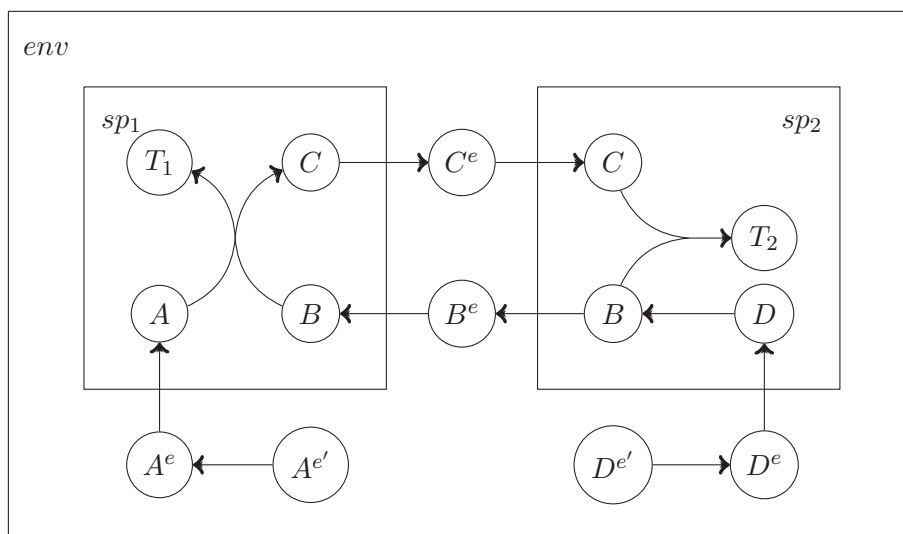 env
sp₁
sp₂
T₁
C
Cᵉ
C
T₂
A
B
Bᵉ
B
D
Aᵉ
Aᵉ′
Dᵉ′
Dᵉ